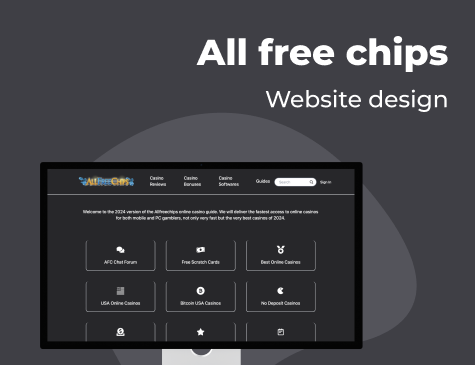 All free chips
Website design
AllFreeChips
Casino Reviews
Casino Bonuses
Casino Softwares
Guides
Search
Sign In
Welcome to the 2024 version of the Allfreechips online casino guide. We will deliver the fastest access to online casinos
for both mobile and PC gamblers, not only very fast but the very best casinos of 2024.
AFC Chat Forum
Free Scratch Cards
Best Online Casinos
USA Online Casinos
Bitcoin USA Casinos
No Deposit Casinos